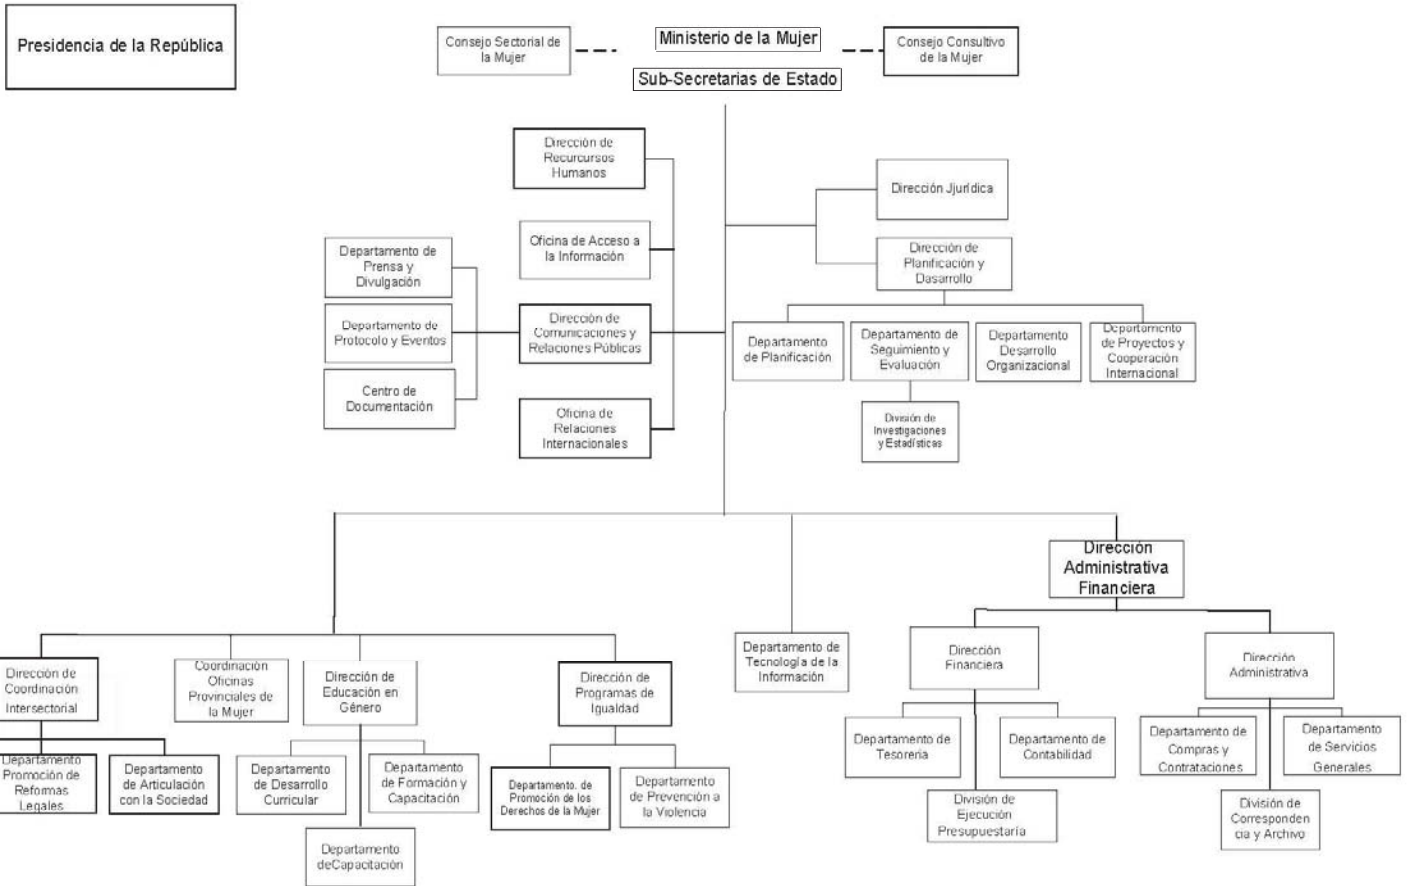 Presidencia de la República
Consejo Sectorial de
la Mujer
Ministerio de la Mujer
Consejo Consultivo
de la Mujer
Sub-Secretarias de Estado
Dirección de
Recurcursos
Humanos
Dirección Jjurídica
Oficina de Acceso a
la Información
Departamento de
Prensa y
Divulgación
Dirección de
Planificación y
Dasarrollo
Departamento de
Protocolo y Eventos
Dirección de
Comunicaciones y
Relaciones Públicas
Departamento
de Planificación
Departamento de
Seguimiento y
Evaluación
Departamento
Desarrollo
Organizacional
Departamento
de Proyectos y
Cooperación
Internacional
Centro de
Documentación
Oficina de
Relaciones
Internacionales
División de
Investigaciones
y Estadísticas
Dirección
Administrativa
Financiera
Dirección de
Coordinación
Intersectorial
Coordinación
Oficinas
Provinciales de
la Mujer
Dirección de
Educación en
Género
Dirección de
Programas de
Igualdad
Departamento de
Tecnología de la
Información
Dirección
Financiera
Dirección
Administrativa
Departamento
Promoción de
Reformas
Legales
Departamento
de Articulación
con la Sociedad
Departamento
de Desarrollo
Curricular
Departamento
de Formación y
Capacitación
Departamento. de
Promoción de los
Derechos de la Mujer
Departamento
de Prevención a
la Violencia
Departamento de
Tesoreria
Departamento de
Contabilidad
Departamento de
Compras y
Contrataciones
Departamento
de Servicios
Generales
Departamento
deCapacitación
División de
Ejecución
Presupuestaría
División de
Corresponden
cia y Archivo